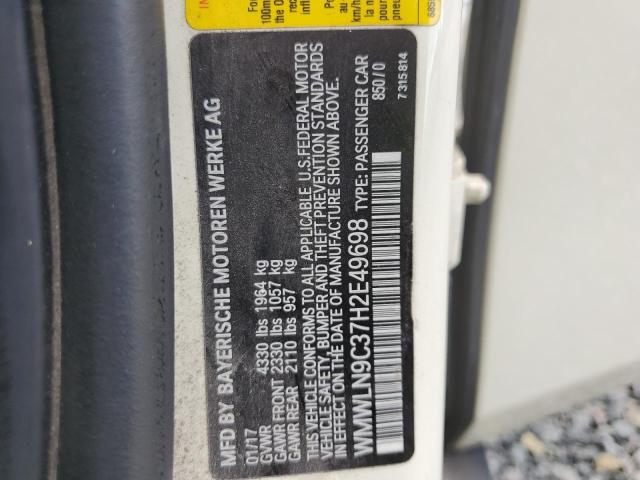 MFD BY BAYERISCHE MOTOREN WERKE AG
01/17
GVWR 4330 lbs 1964 kg
GAWR FRONT 2330 lbs 1057 kg
GAWR REAR 2110 lbs 957 kg
THIS VEHICLE CONFORMS TO ALL APPLICABLE U.S. FEDERAL MOTOR
VEHICLE SAFETY, BUMPER AND THEFT PREVENTION STANDARDS
IN EFFECT ON THE DATE OF MANUFACTURE SHOWN ABOVE.
WMWLN9C37H2E49698 TYPE: PASSENGER CAR
850 / 0
7 315 814